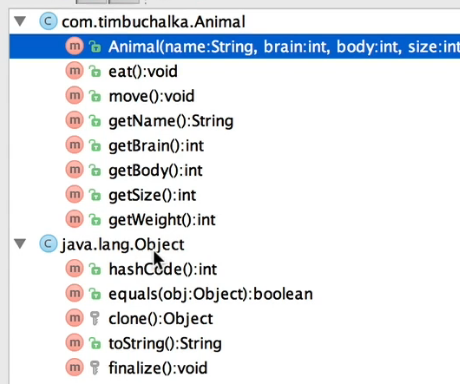 com.timbuchalka.Animal
Animal(name:String, brain:int, body:int, size:int
eat():void
move():void
getName():String
getBrain():int
getBody():int
getSize():int
getWeight():int
java.lang.Object
hashCode():int
equals(obj:Object):boolean
clone():Object
toString():String
finalize():void